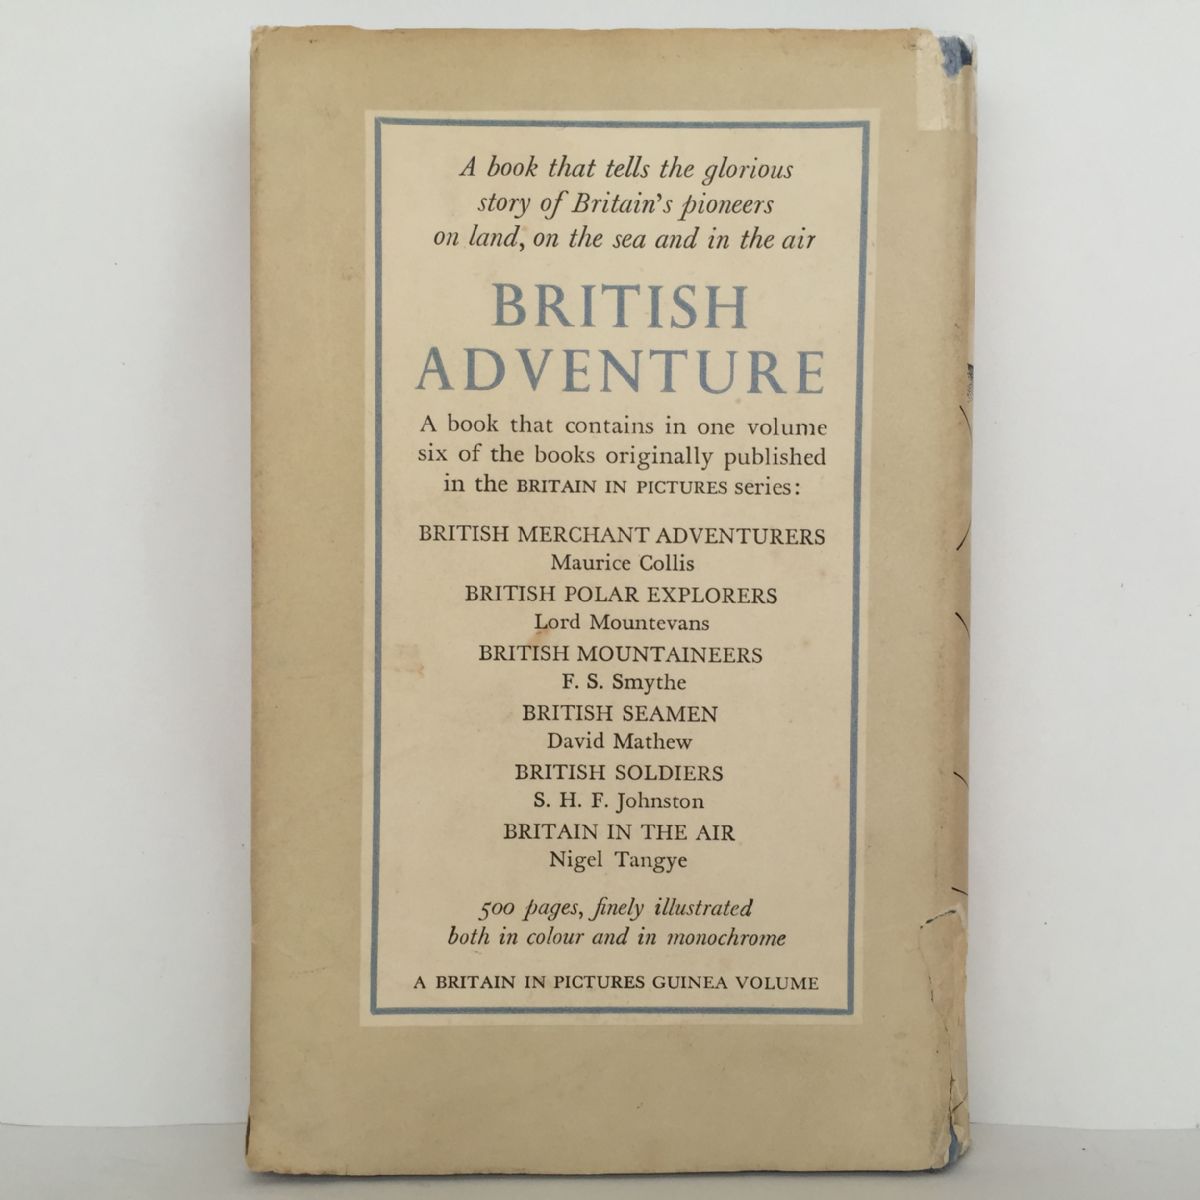 A book that tells the glorious
story of Britain's pioneers
on land, on the sea and in the air
BRITISH
ADVENTURE
A book that contains in one volume
six of the books originally published
in the BRITAIN IN PICTURES series:
BRITISH MERCHANT ADVENTURERS
Maurice Collis
BRITISH POLAR EXPLORERS
Lord Mountevans
BRITISH MOUNTAINEERS
F. S. Smythe
BRITISH SEAMEN
David Mathew
BRITISH SOLDIERS
S. H. F. Johnston
BRITAIN IN THE AIR
Nigel Tangye
500 pages, finely illustrated
both in colour and in monochrome
A BRITAIN IN PICTURES GUINEA VOLUME